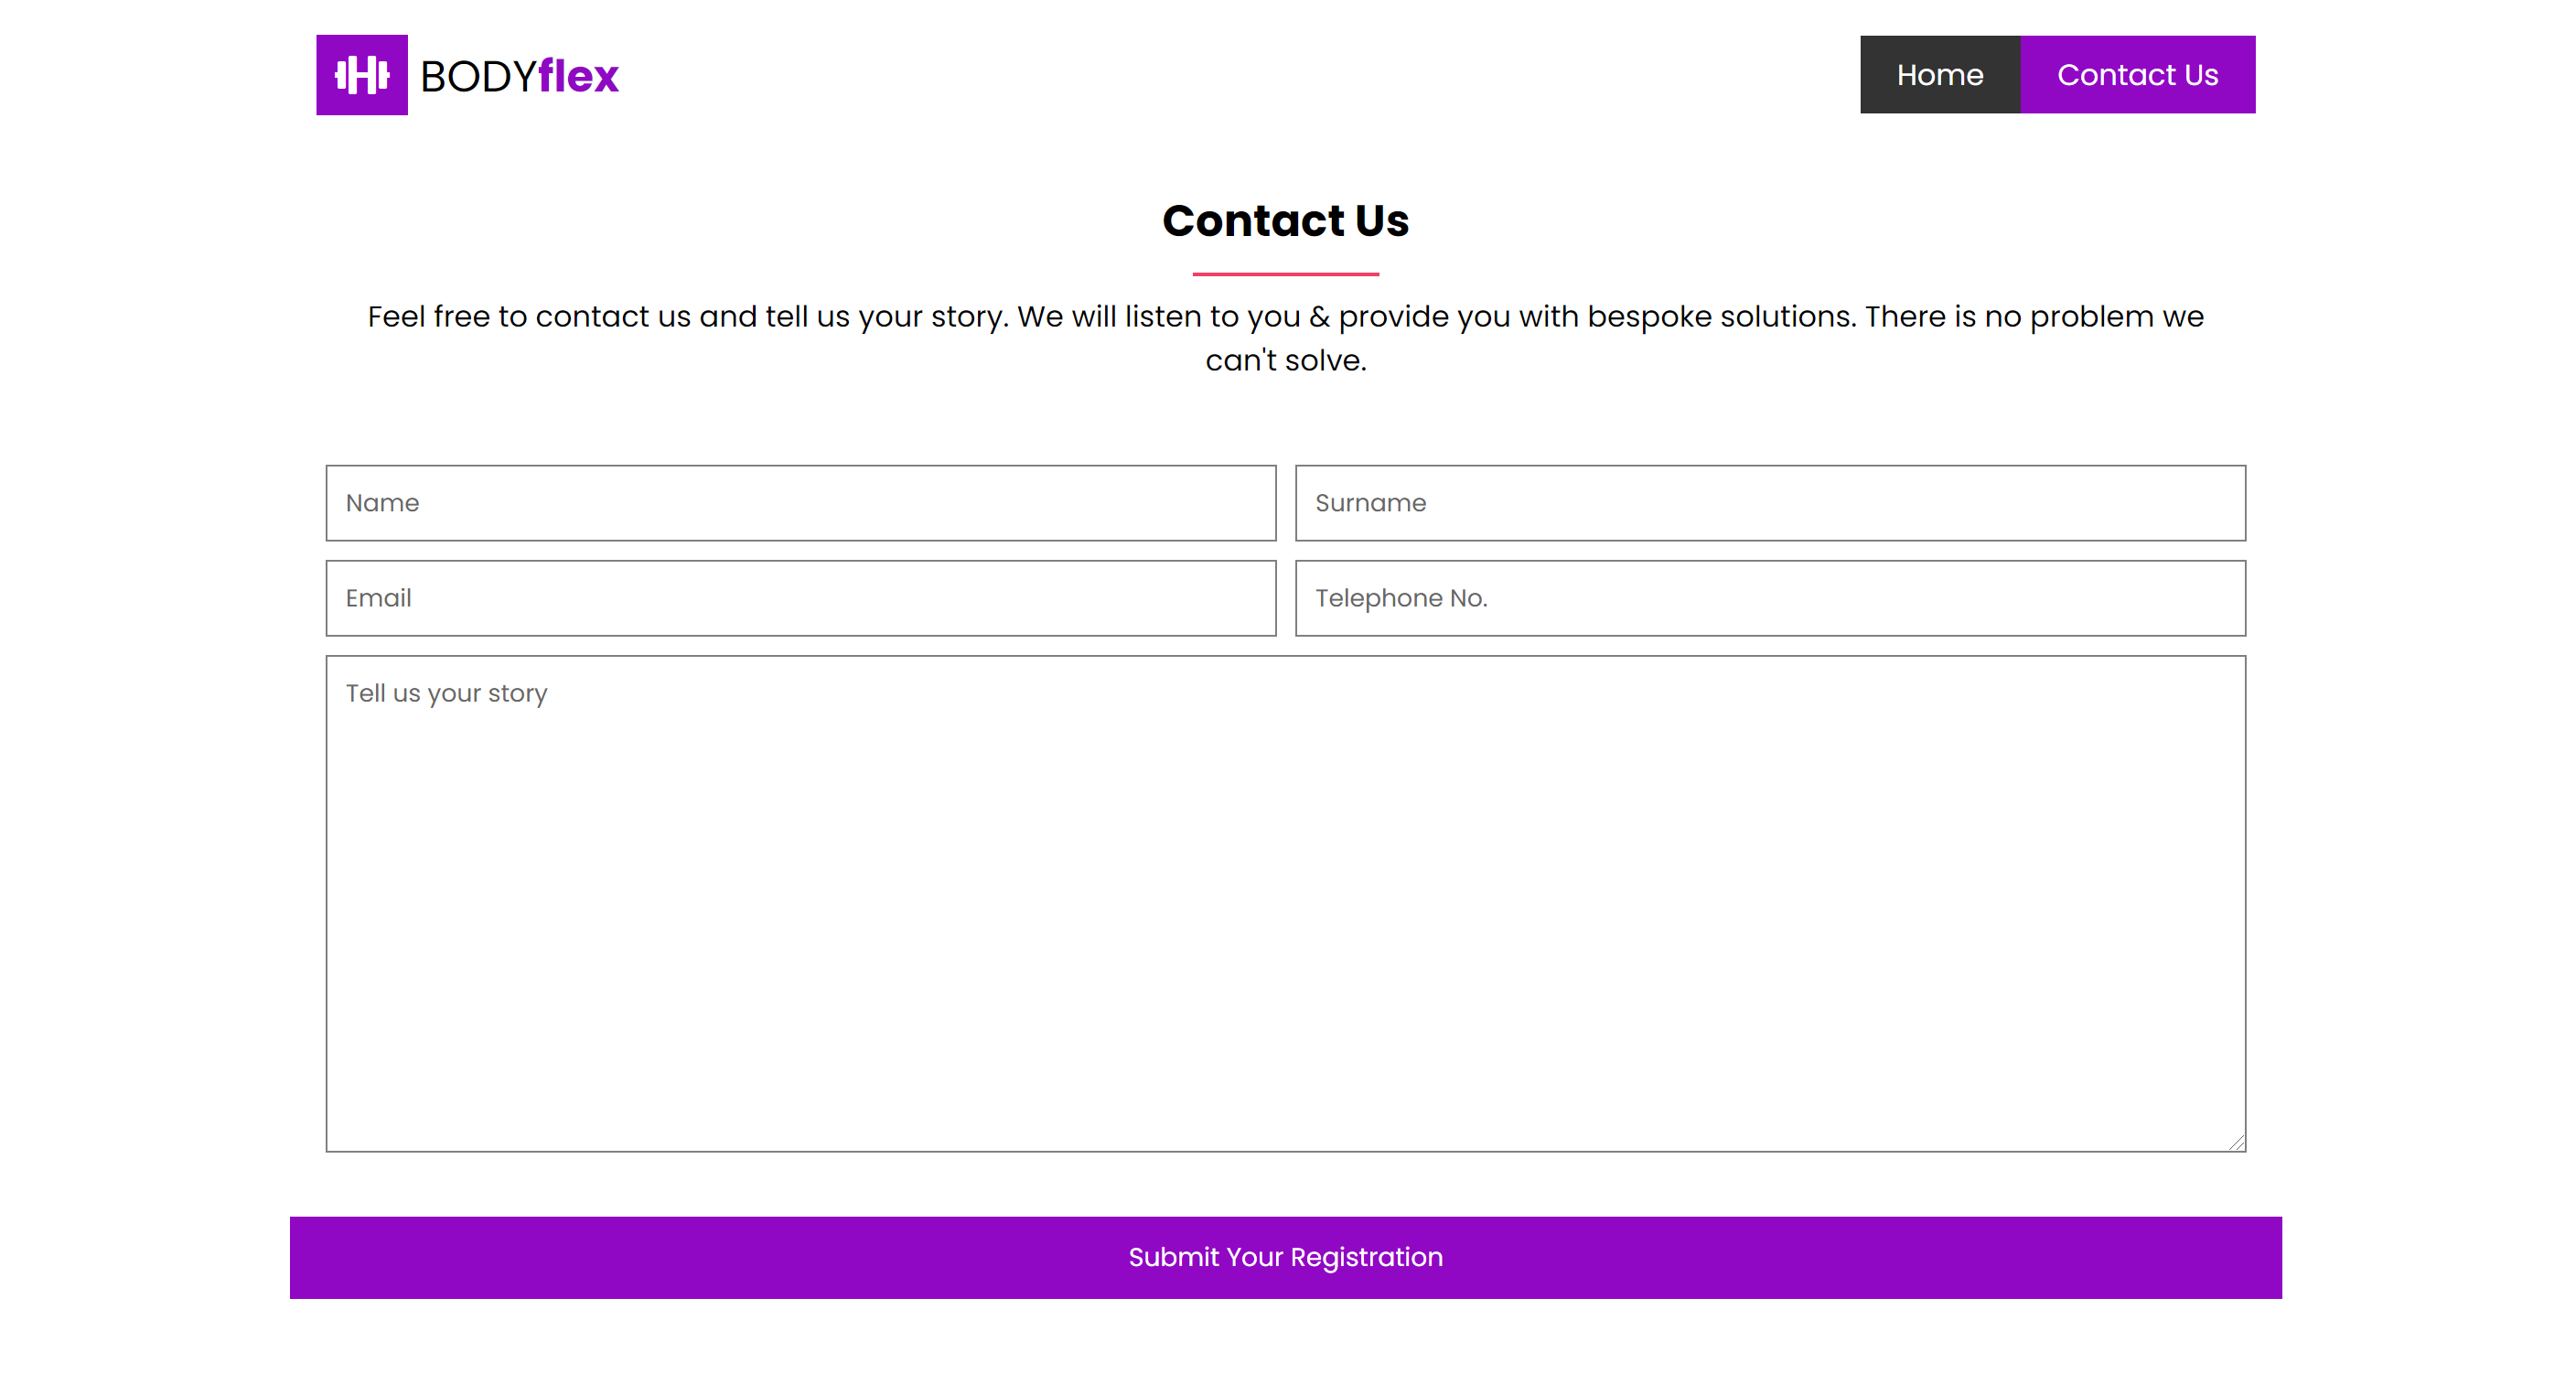 BODYflex
Home
Contact Us
Contact Us
Feel free to contact us and tell us your story. We will listen to you & provide you with bespoke solutions. There is no problem we
can't solve.
Name
Surname
Email
Telephone No.
Tell us your story
Submit Your Registration